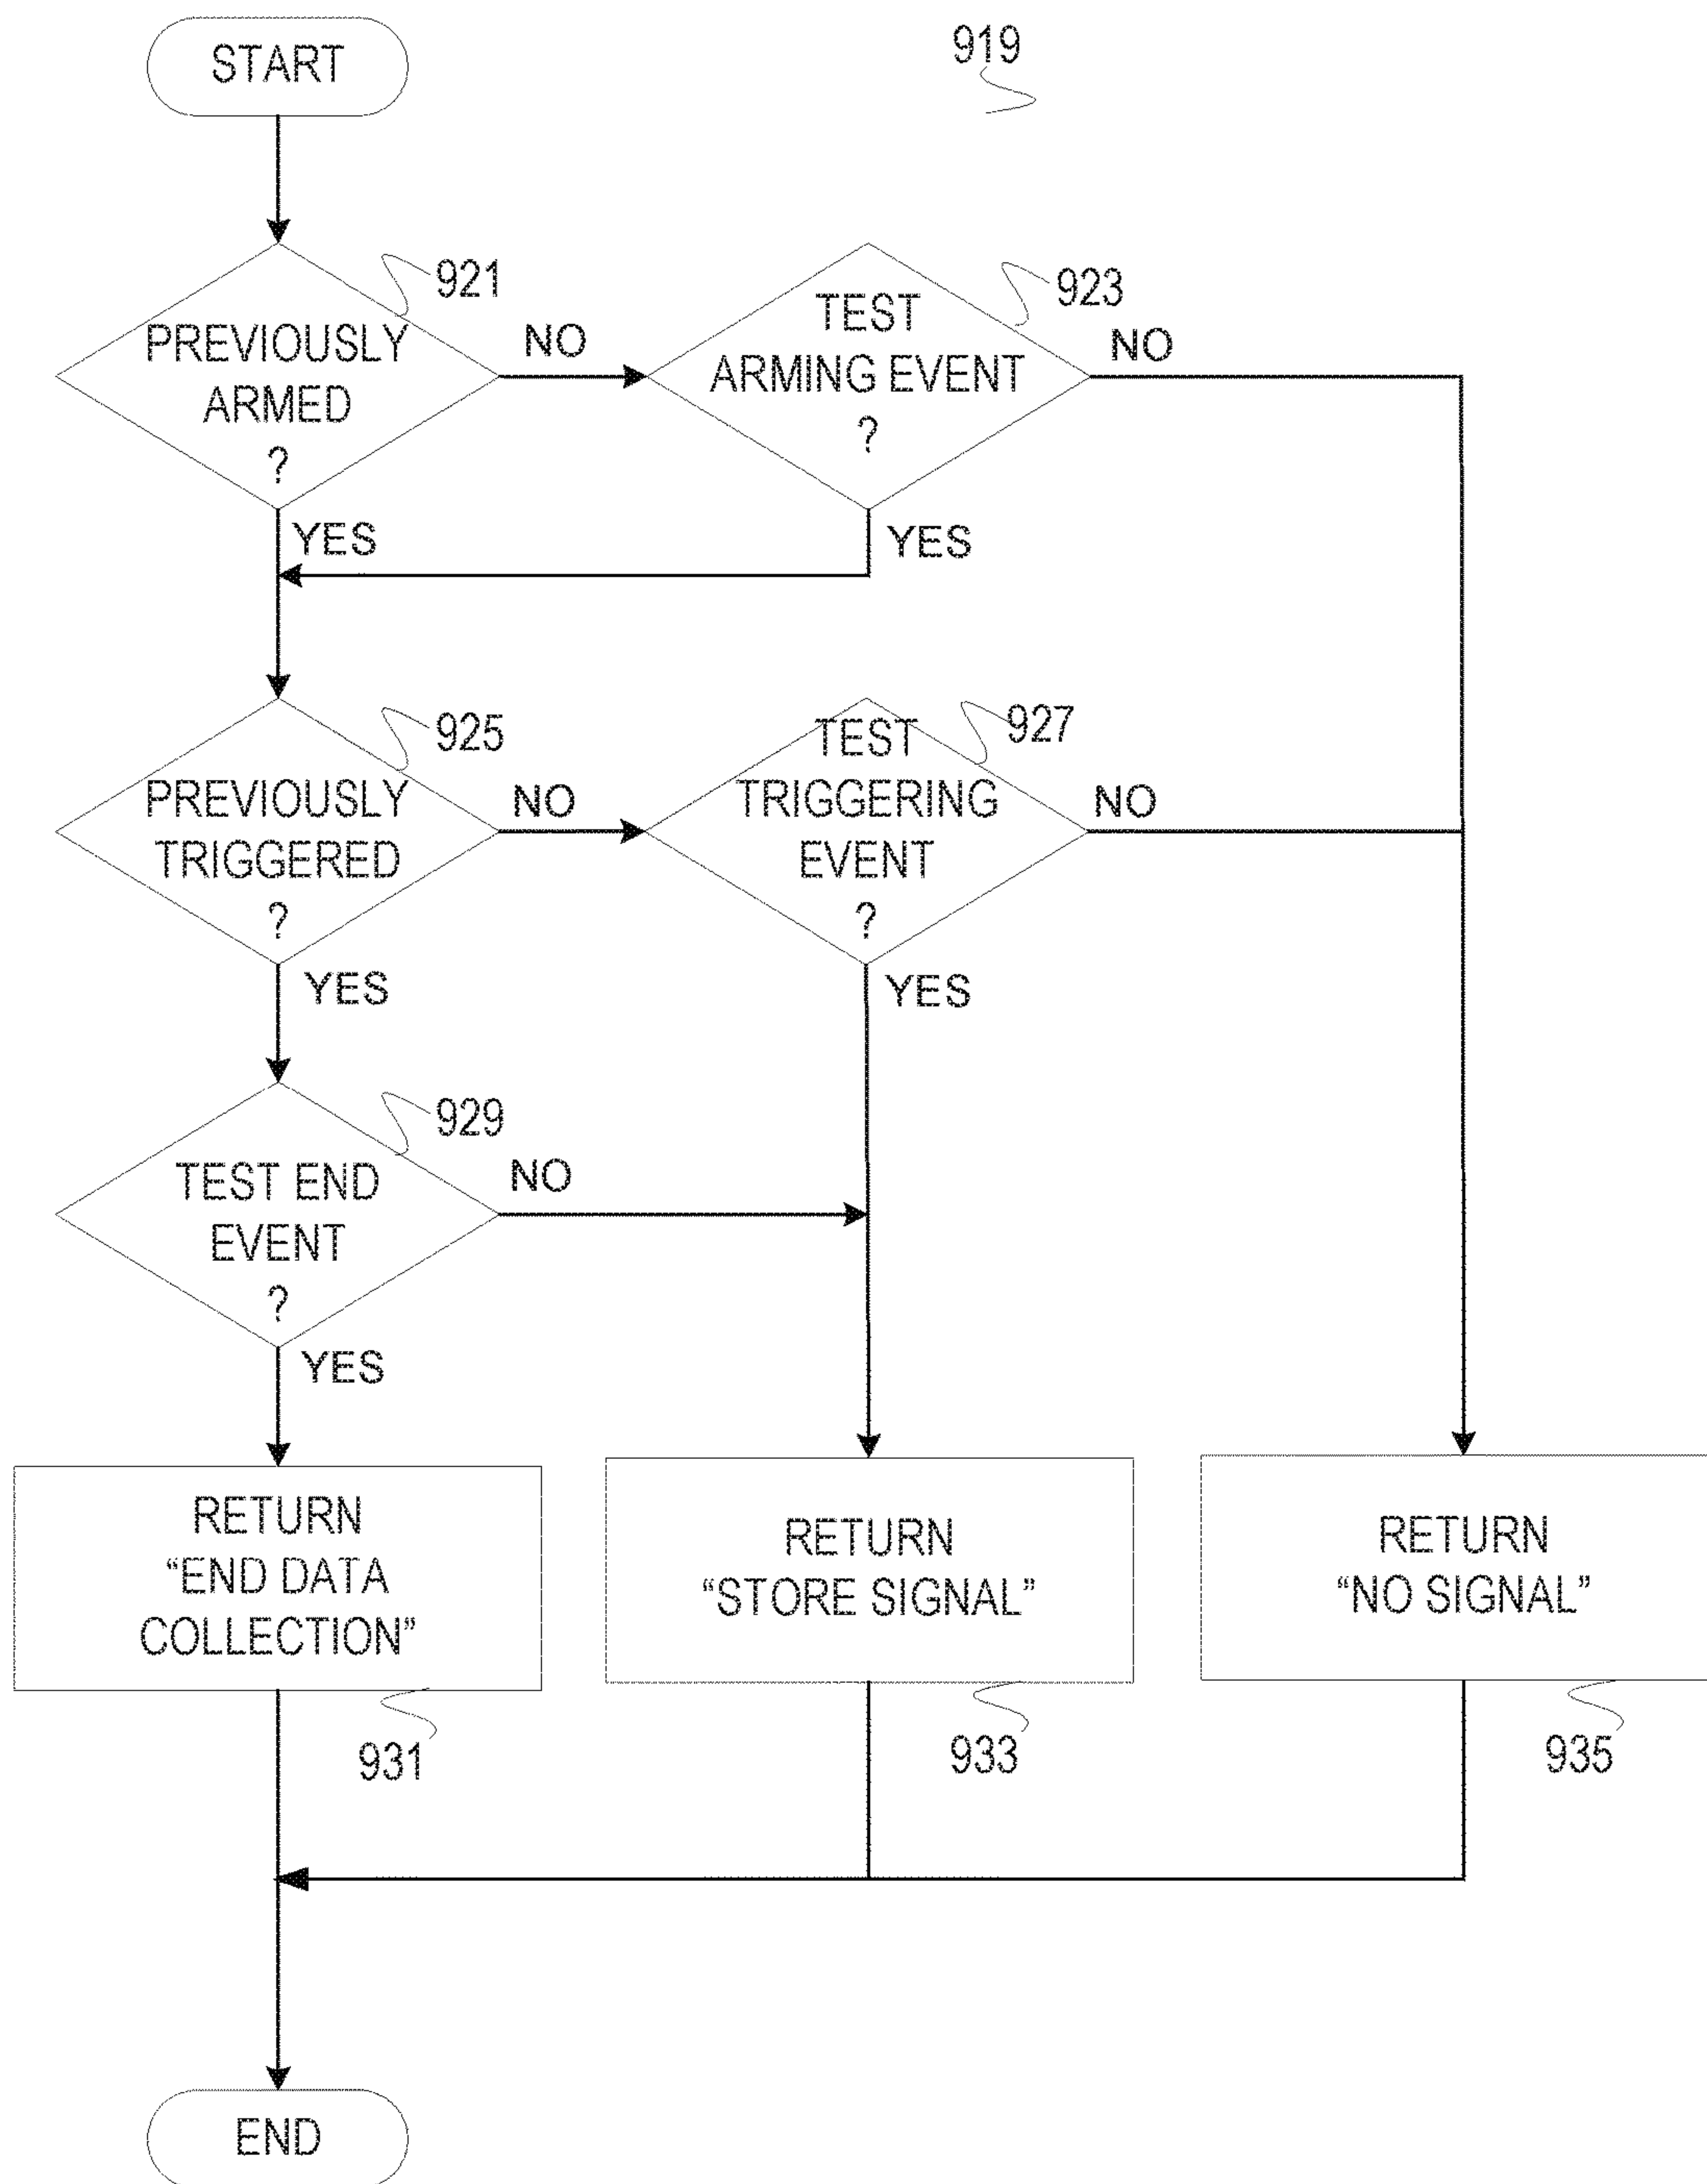 START
919
921
PREVIOUSLY
ARMED
?
NO
923
TEST
ARMING EVENT
?
NO
YES
YES
925
PREVIOUSLY
TRIGGERED
?
NO
927
TEST
TRIGGERING
EVENT
?
NO
YES
YES
929
TEST END
EVENT
?
NO
YES
RETURN
“END DATA
COLLECTION”
RETURN
“STORE SIGNAL”
RETURN
“NO SIGNAL”
931
933
935
END